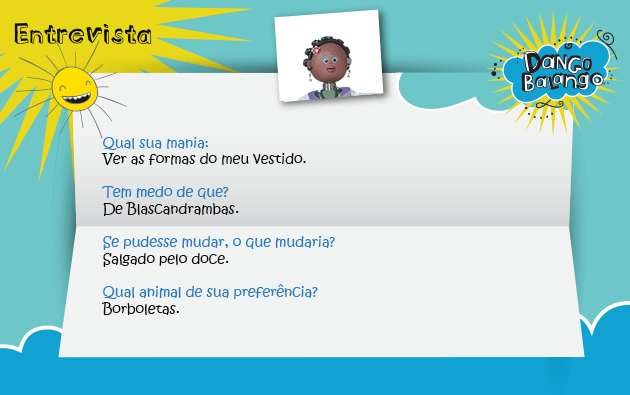 Entrevista
Dango
Balango
Qual sua mania:
Ver as formas do meu vestido.
Tem medo de que?
De Blascandrambas.
Se pudesse mudar, o que mudaria?
Salgado pelo doce.
Qual animal de sua preferência?
Borboletas.